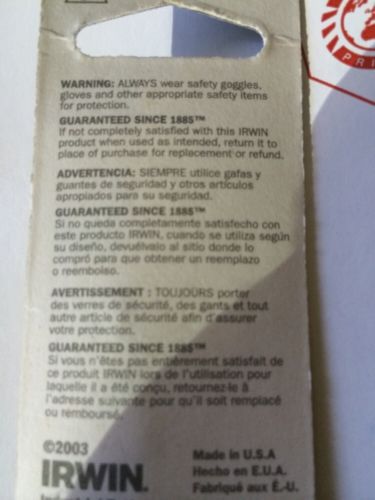 WARNING: ALWAYS wear safety goggles,
gloves and other appropriate safety items
for protection.
GUARANTEED SINCE 1885™
If not completely satisfied with this IRWIN
product when used as intended, return it to
place of purchase for replacement or refund.
ADVERTENCIA: SIEMPRE utilice gafas y
guantes de seguridad y otros artículos
apropiados para su seguridad.
GUARANTEED SINCE 1885™
Si no queda completamente satisfecho con
este producto IRWIN, cuando se utiliza según
su diseño, devuélvalo al sitio donde lo
compró para que obtener un reemplazo
o reembolso.
AVERTISSEMENT : TOUJOURS porter
des verres de sécurité, des gants et tout
autre article de sécurité afin d'assurer
votre protection.
GUARANTEED SINCE 1885™
Si vous n'êtes pas entièrement satisfait de
ce produit IRWIN lors de l'utilisation pour
laquelle il a été conçu, retournez-le à
l'adresse suivante pour qu'il soit remplacé
ou remboursé.
©2003
IRWIN.
Made in U.S.A
Hecho en E.U.A.
Fabriqué aux É.-U.
PRI